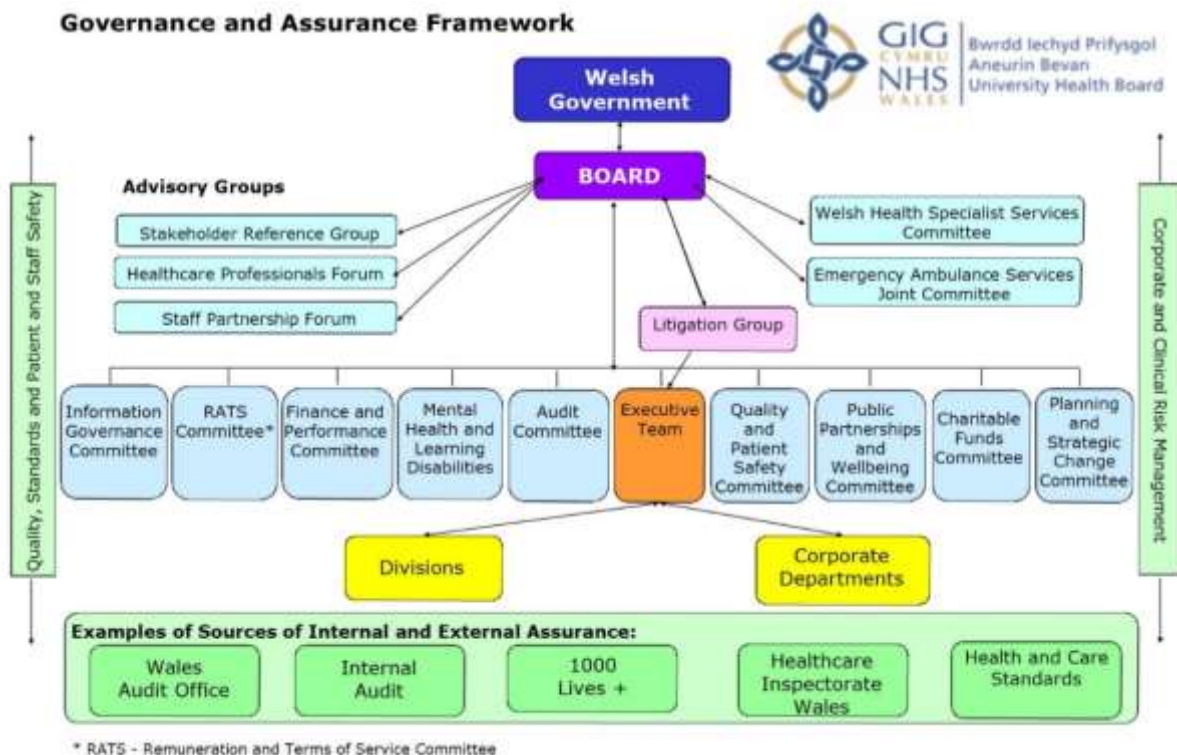 Governance and Assurance Framework
GIG
CYMRU
NHS
WALES
Bwrdd Iechyd Prifysgol
Aneurin Bevan
University Health Board
Welsh
Government
BOARD
Advisory Groups
Stakeholder Reference Group
Healthcare Professionals Forum
Staff Partnership Forum
Welsh Health Specialist Services
Committee
Emergency Ambulance Services
Joint Committee
Litigation Group
Quality, Standards and Patient and Staff Safety
Corporate and Clinical Risk Management
Information
Governance
Committee
RATS
Committee*
Finance and
Performance
Committee
Mental
Health and
Learning
Disabilities
Audit
Committee
Executive
Team
Quality
and
Patient
Safety
Committee
Public
Partnerships
and
Wellbeing
Committee
Charitable
Funds
Committee
Planning
and
Strategic
Change
Committee
Divisions
Corporate
Departments
Examples of Sources of Internal and External Assurance:
Wales
Audit Office
Internal
Audit
1000
Lives +
Healthcare
Inspectorate
Wales
Health and Care
Standards
* RATS - Remuneration and Terms of Service Committee